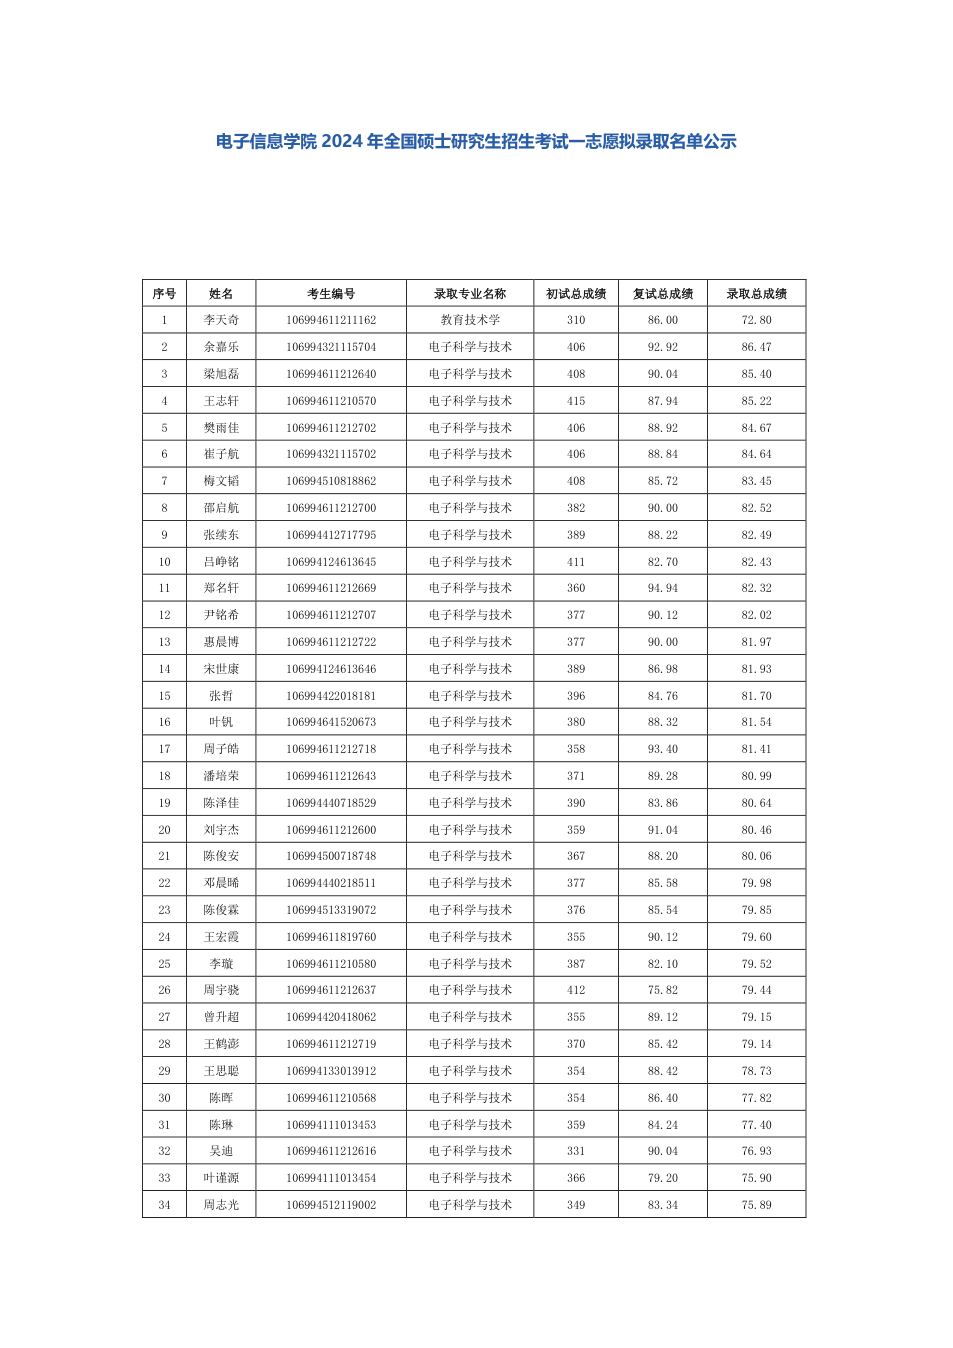 电子信息学院 2024 年全国硕士研究生招生考试一志愿拟录取名单公示
序号 姓名 考生编号 录取专业名称 初试总成绩 复试总成绩 录取总成绩
1 李天奇 106994611211162 教育技术学 310 86.00 72.80
2 余嘉乐 106994321115704 电子科学与技术 406 92.92 86.47
3 梁旭磊 106994611212640 电子科学与技术 408 90.04 85.40
4 王志轩 106994611210570 电子科学与技术 415 87.94 85.22
5 樊雨佳 106994611212702 电子科学与技术 406 88.92 84.67
6 崔子航 106994321115702 电子科学与技术 406 88.84 84.64
7 梅文韬 106994510818862 电子科学与技术 408 85.72 83.45
8 邵启航 106994611212700 电子科学与技术 382 90.00 82.52
9 张续东 106994412717795 电子科学与技术 389 88.22 82.49
10 吕峥铭 106994124613645 电子科学与技术 411 82.70 82.43
11 郑名轩 106994611212669 电子科学与技术 360 94.94 82.32
12 尹铭希 106994611212707 电子科学与技术 377 90.12 82.02
13 惠晨博 106994611212722 电子科学与技术 377 90.00 81.97
14 宋世康 106994124613646 电子科学与技术 389 86.98 81.93
15 张哲 106994422018181 电子科学与技术 396 84.76 81.70
16 叶钒 106994641520673 电子科学与技术 380 88.32 81.54
17 周子皓 106994611212718 电子科学与技术 358 93.40 81.41
18 潘培荣 106994611212643 电子科学与技术 371 89.28 80.99
19 陈泽佳 106994440718529 电子科学与技术 390 83.86 80.64
20 刘宇杰 106994611212600 电子科学与技术 359 91.04 80.46
21 陈俊安 106994500718748 电子科学与技术 367 88.20 80.06
22 邓晨晞 106994440218511 电子科学与技术 377 85.58 79.98
23 陈俊霖 106994513319072 电子科学与技术 376 85.54 79.85
24 王宏霞 106994611819760 电子科学与技术 355 90.12 79.60
25 李璇 106994611210580 电子科学与技术 387 82.10 79.52
26 周宇骁 106994611212637 电子科学与技术 412 75.82 79.44
27 曾升超 106994420418062 电子科学与技术 355 89.12 79.15
28 王鹤澎 106994611212719 电子科学与技术 370 85.42 79.14
29 王思聪 106994133013912 电子科学与技术 354 88.42 78.73
30 陈晖 106994611210568 电子科学与技术 354 86.40 77.82
31 陈琳 106994111013453 电子科学与技术 359 84.24 77.40
32 吴迪 106994611212616 电子科学与技术 331 90.04 76.93
33 叶谨源 106994111013454 电子科学与技术 366 79.20 75.90
34 周志光 106994512119002 电子科学与技术 349 83.34 75.89